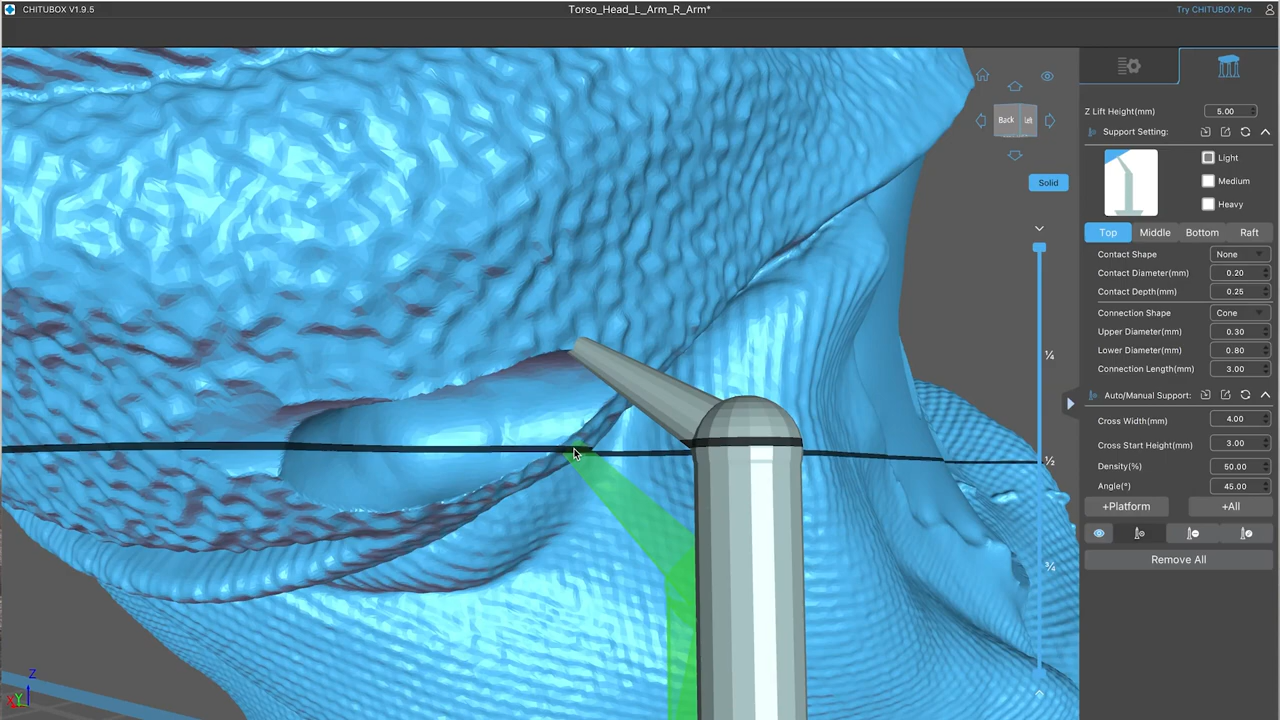 CHITUBOX V1.9.5
Torso_Head_L_Arm_R_Arm*
Try CHITUBOX Pro
Z Lift Height(mm) 5.00
Support Setting:
Light
Medium
Heavy
Top Middle Bottom Raft
Contact Shape None
Contact Diameter(mm) 0.20
Contact Depth(mm) 0.25
Connection Shape Cone
Upper Diameter(mm) 0.30
Lower Diameter(mm) 0.80
Connection Length(mm) 3.00
Auto/Manual Support:
Cross Width(mm) 4.00
Cross Start Height(mm) 3.00
Density(%) 50.00
Angle(°) 45.00
+Platform +All
Remove All
Back Left
Solid
¼
½
¾
Z
X Y